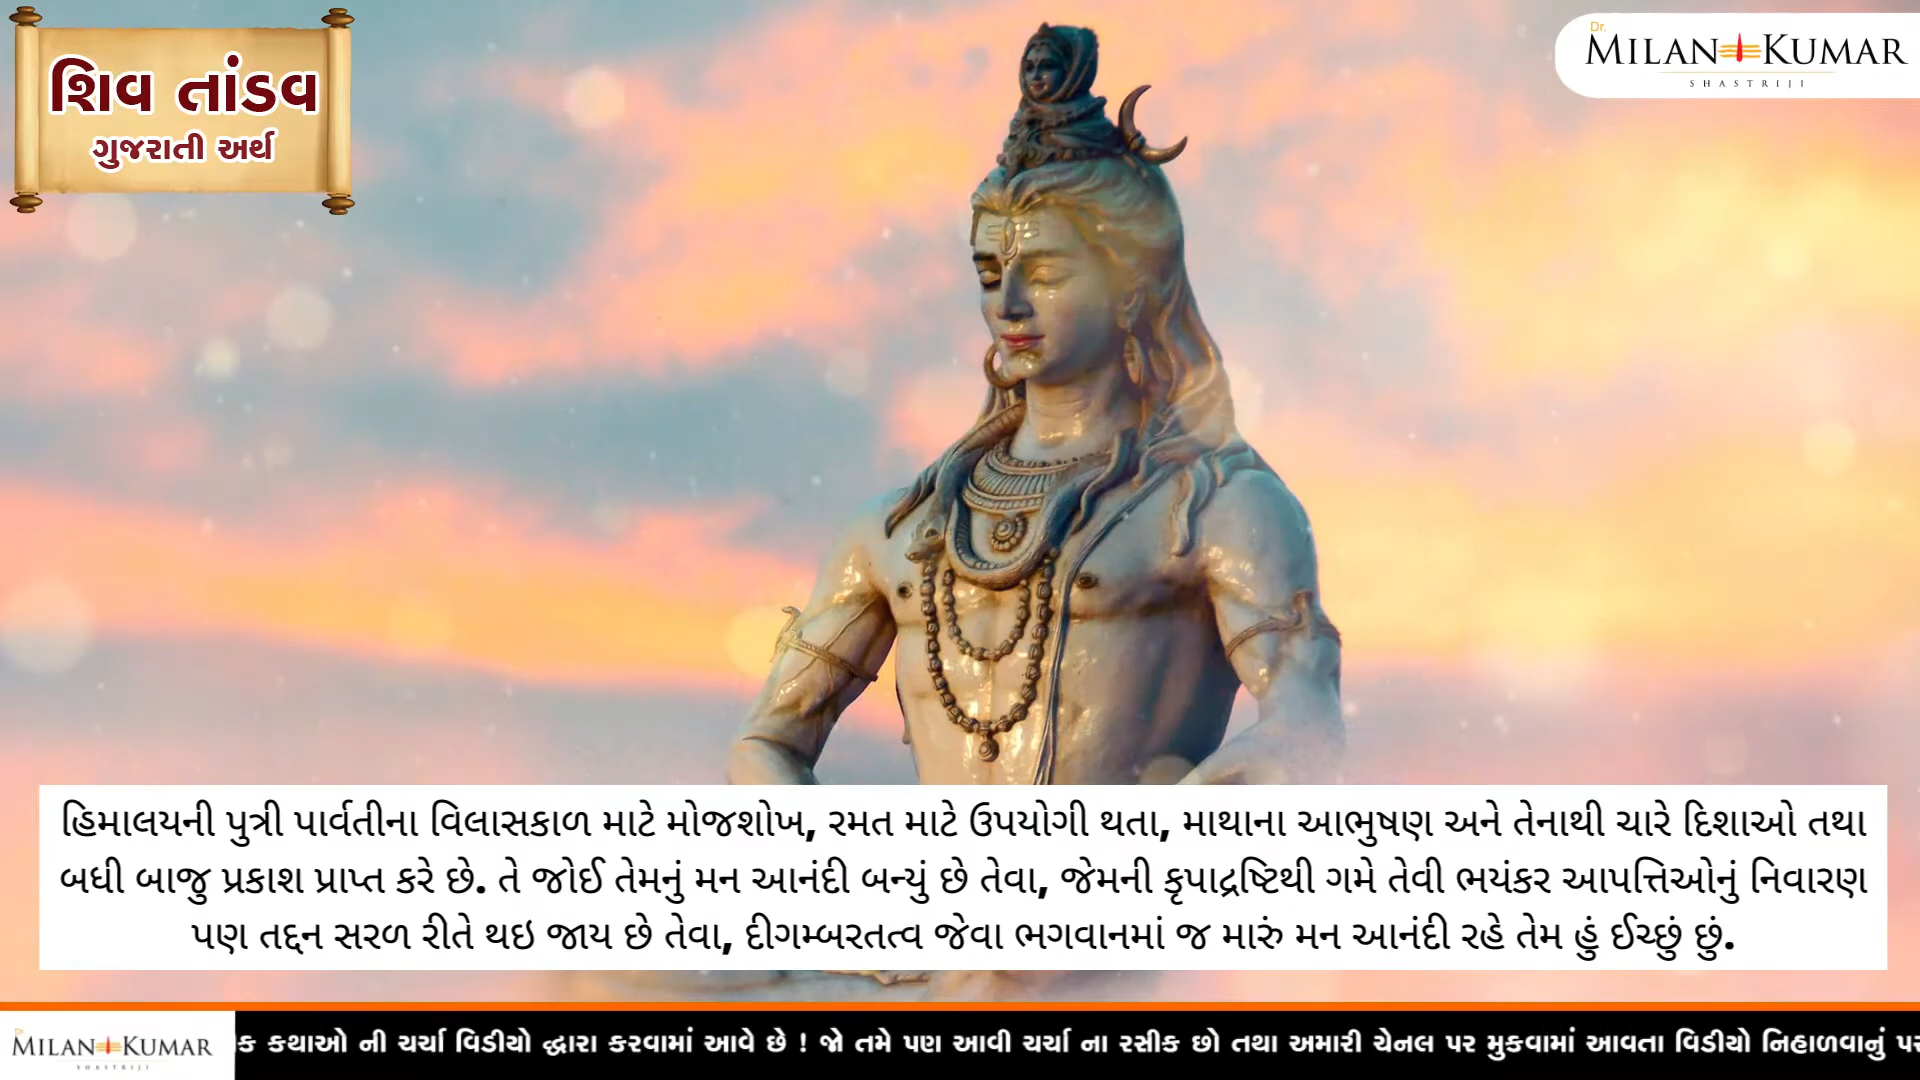 શિવ તાંડવ
ગુજરાતી અર્થ
Dr.
MILAN KUMAR
SHASTRIJI
હિમાલયની પુત્રી પાર્વતીના વિલાસકાળ માટે મોજશોખ, રમત માટે ઉપયોગી થતા, માથાના આભુષણ અને તેનાથી ચારે દિશાઓ તથા
બધી બાજુ પ્રકાશ પ્રાપ્ત કરે છે. તે જોઈ તેમનું મન આનંદી બન્યું છે તેવા, જેમની કૃપાદ્રષ્ટિથી ગમે તેવી ભયંકર આપત્તિઓનું નિવારણ
પણ તદ્દન સરળ રીતે થઇ જાય છે તેવા, દીગમ્બરતત્વ જેવા ભગવાનમાં જ મારું મન આનંદી રહે તેમ હું ઈચ્છું છું.
Dr.
MILAN KUMAR
SHASTRIJI
ક કથાઓ ની ચર્ચા વિડીયો દ્ધારા કરવામાં આવે છે ! જો તમે પણ આવી ચર્ચા ના રસીક છો તથા અમારી ચેનલ પર મુકવામાં આવતા વિડીયો નિહાળવાનું